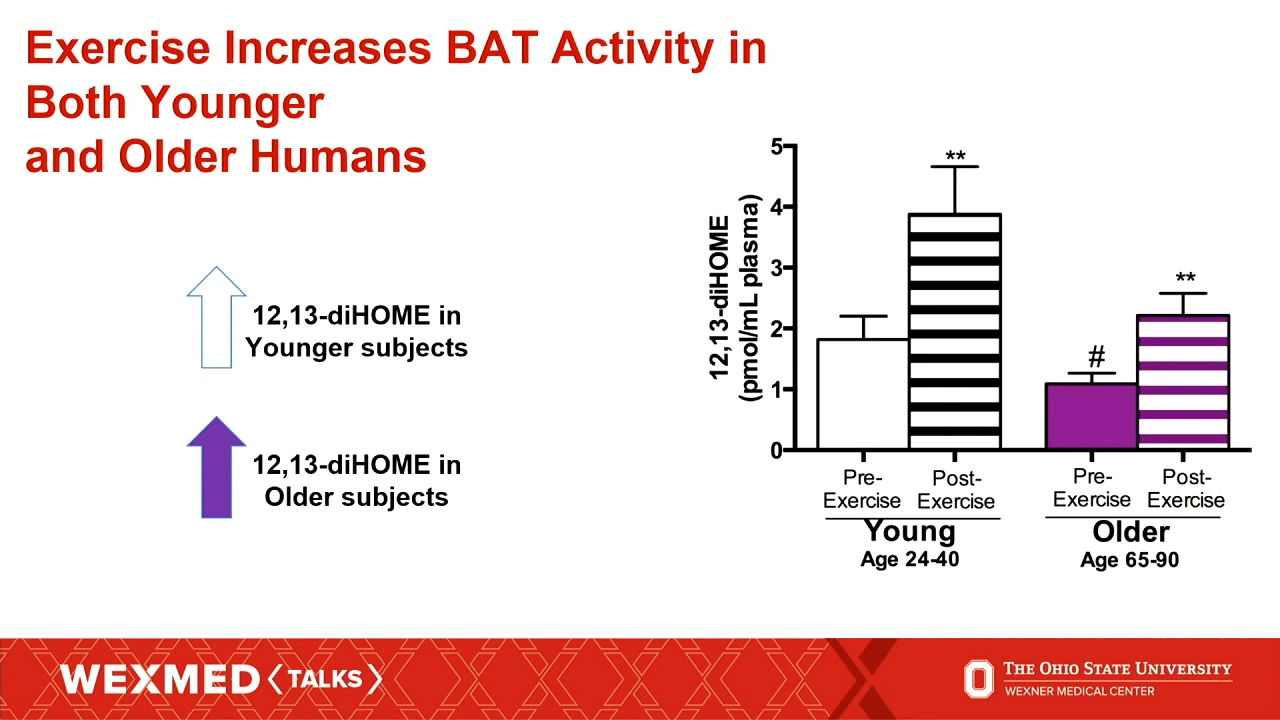 Exercise Increases BAT Activity in
Both Younger
and Older Humans
12,13-diHOME in
Younger subjects
12,13-diHOME in
Older subjects
12,13-diHOME
(pmol/mL plasma)
5
4
3
2
1
0
**
#
**
Pre-
Exercise
Post-
Exercise
Pre-
Exercise
Post-
Exercise
Young
Age 24-40
Older
Age 65-90
WEXMED TALKS
THE OHIO STATE UNIVERSITY
WEXNER MEDICAL CENTER